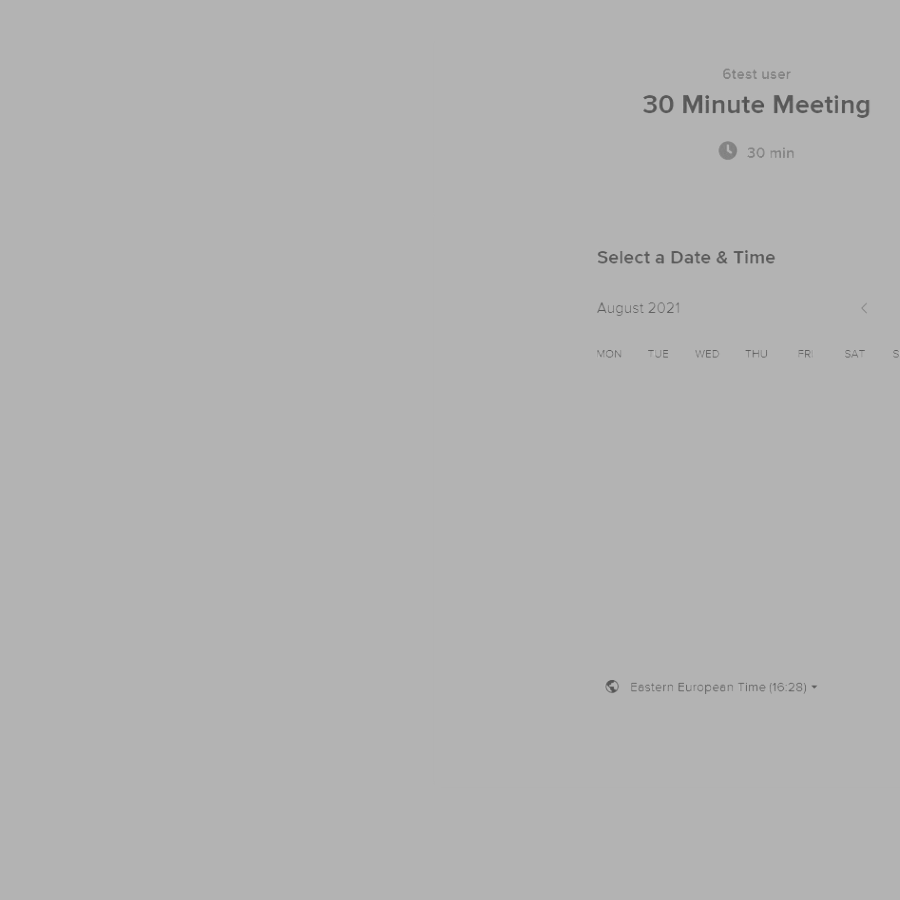 6test user
30 Minute Meeting
30 min
Select a Date & Time
August 2021
MON TUE WED THU FRI SAT S
Eastern European Time (16:28)